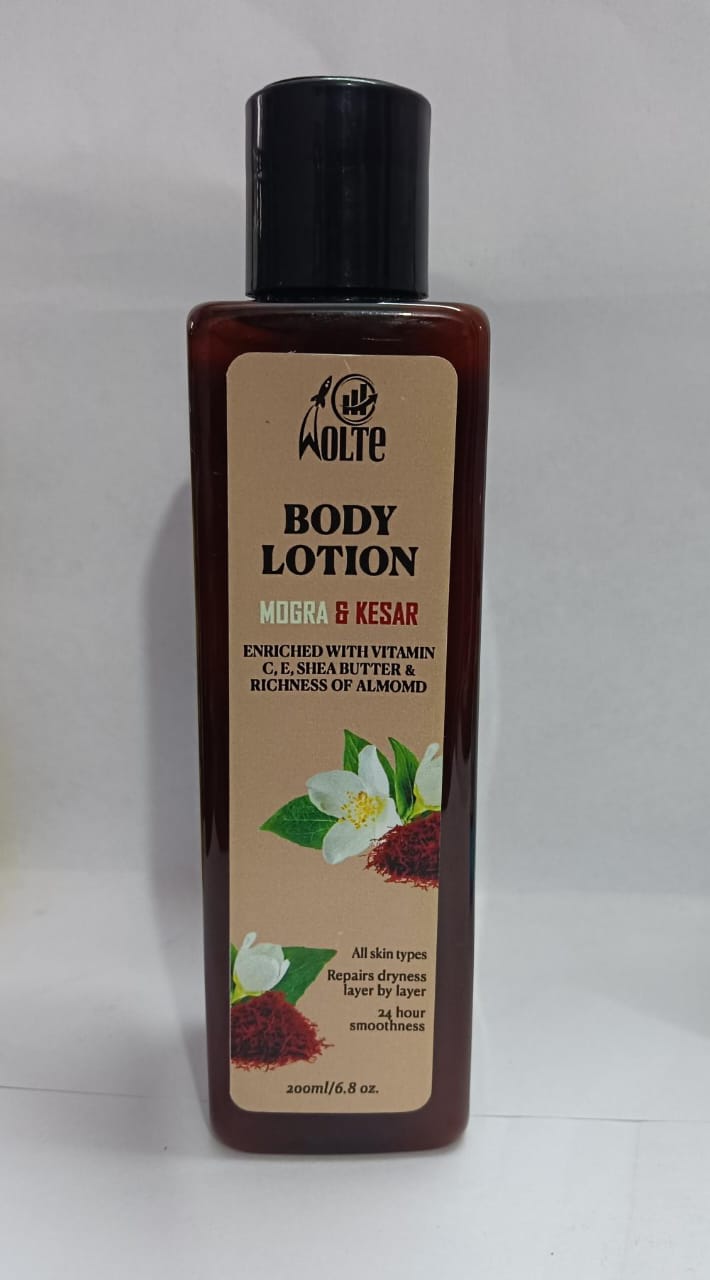 WOLTE
BODY
LOTION
MOGRA & KESAR
ENRICHED WITH VITAMIN
C, E, SHEA BUTTER &
RICHNESS OF ALMOMD
All skin types
Repairs dryness
layer by layer
24 hour
smoothness
200ml/6.8 oz.